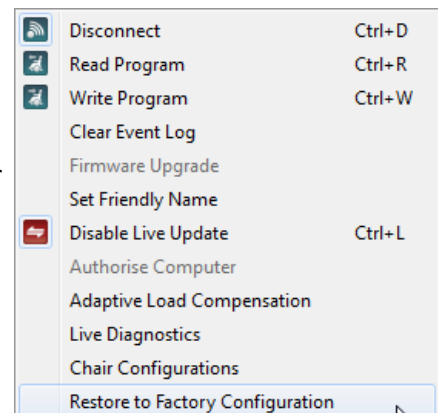 Disconnect Ctrl+D
Read Program Ctrl+R
Write Program Ctrl+W
Clear Event Log
Firmware Upgrade
Set Friendly Name
Disable Live Update Ctrl+L
Authorise Computer
Adaptive Load Compensation
Live Diagnostics
Chair Configurations
Restore to Factory Configuration